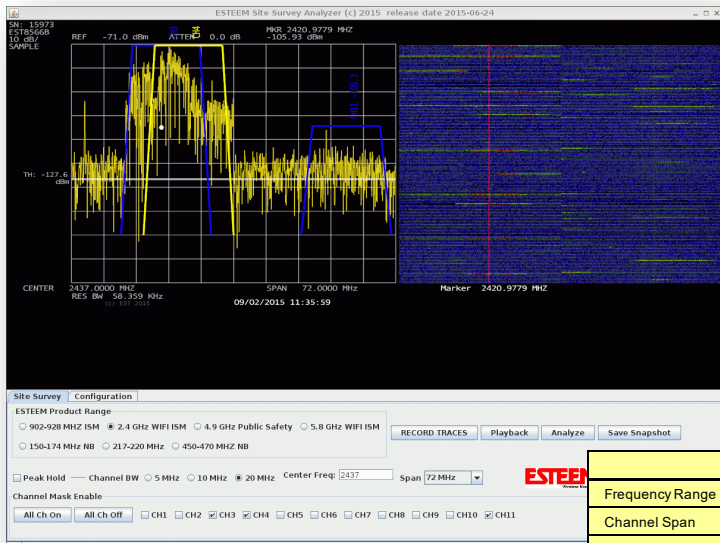 ESTEEM Site Survey Analyzer (c) 2015 release date 2015-06-24
SN: 15973
EST8566B
10 dB/
SAMPLE
REF -71.0 dBm ATTEN 0.0 dB
MKR 2420.9779 MHZ
-105.93 dBm
CH4
TH: -127.6
dBm
CENTER 2437.0000 MHZ SPAN 72.0000 MHz
RES BW 58.359 KHz
(c) EST 2015
09/02/2015 11:35:59
Marker 2420.9779 MHZ
Site Survey Configuration
ESTEEM Product Range
902-928 MHZ ISM 2.4 GHz WIFI ISM 4.9 GHz Public Safety 5.8 GHz WIFI ISM
150-174 MHz NB 217-220 MHz 450-470 MHZ NB
RECORD TRACES Playback Analyze Save Snapshot
Peak Hold Channel BW 5 MHz 10 MHz 20 MHz Center Freq: 2437 Span 72 MHz
ESTEEM
Channel Mask Enable
All Ch On All Ch Off CH1 CH2 CH3 CH4 CH5 CH6 CH7 CH8 CH9 CH10 CH11
Frequency Range
Channel Span